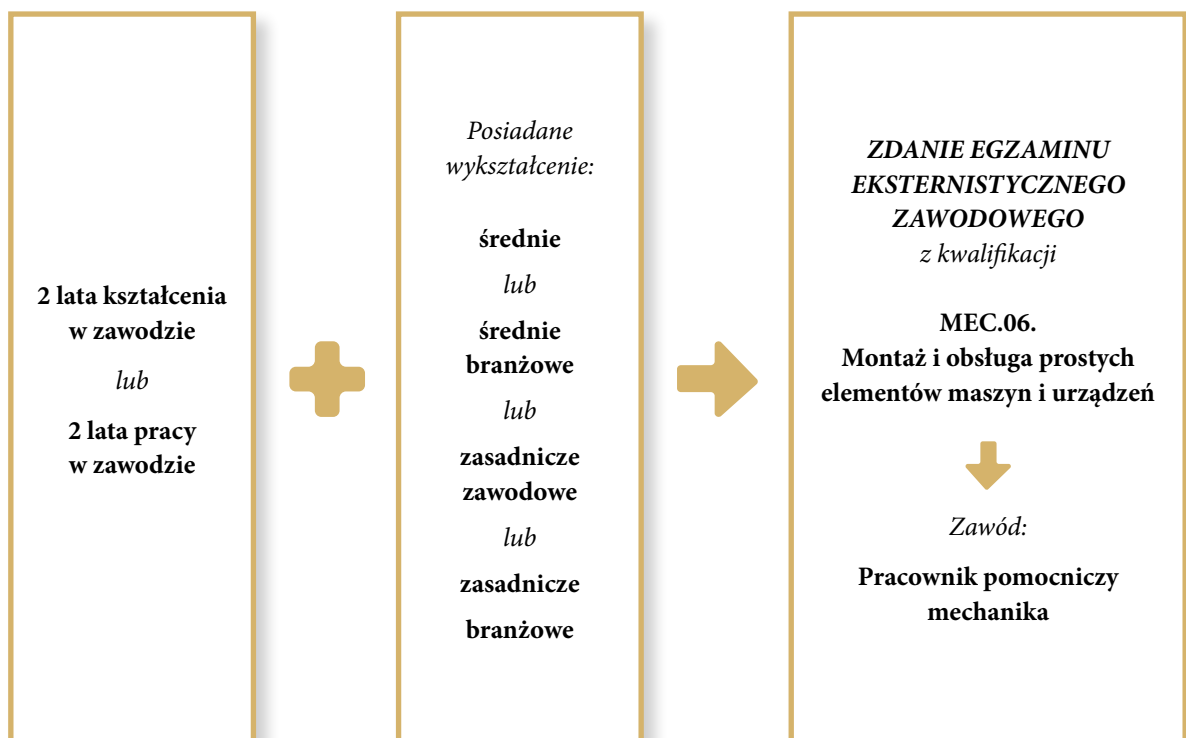 2 lata kształcenia
w zawodzie
lub
2 lata pracy
w zawodzie
Posiadane
wykształcenie:
średnie
lub
średnie
branżowe
lub
zasadnicze
zawodowe
lub
zasadnicze
branżowe
ZDANIE EGZAMINU
EKSTERNISTYCZNEGO
ZAWODOWEGO
z kwalifikacji
MEC.06.
Montaż i obsługa prostych
elementów maszyn i urządzeń
Zawód:
Pracownik pomocniczy
mechanika